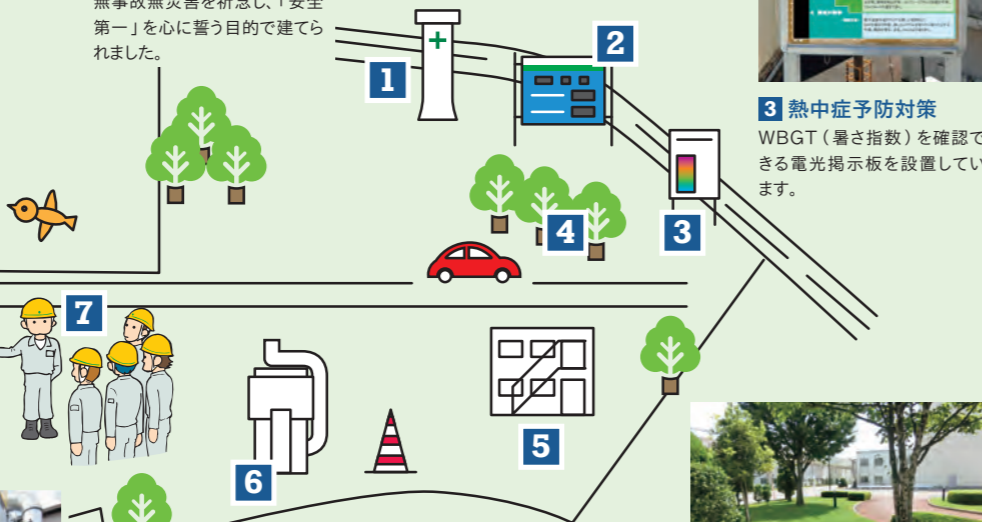 無事故無災害を祈念し、「安全
第一」を心に誓う目的で建てら
れました。
1
2
3 熱中症予防対策
WBGT（暑さ指数）を確認で
きる電光掲示板を設置してい
ます。
4
3
7
5
6